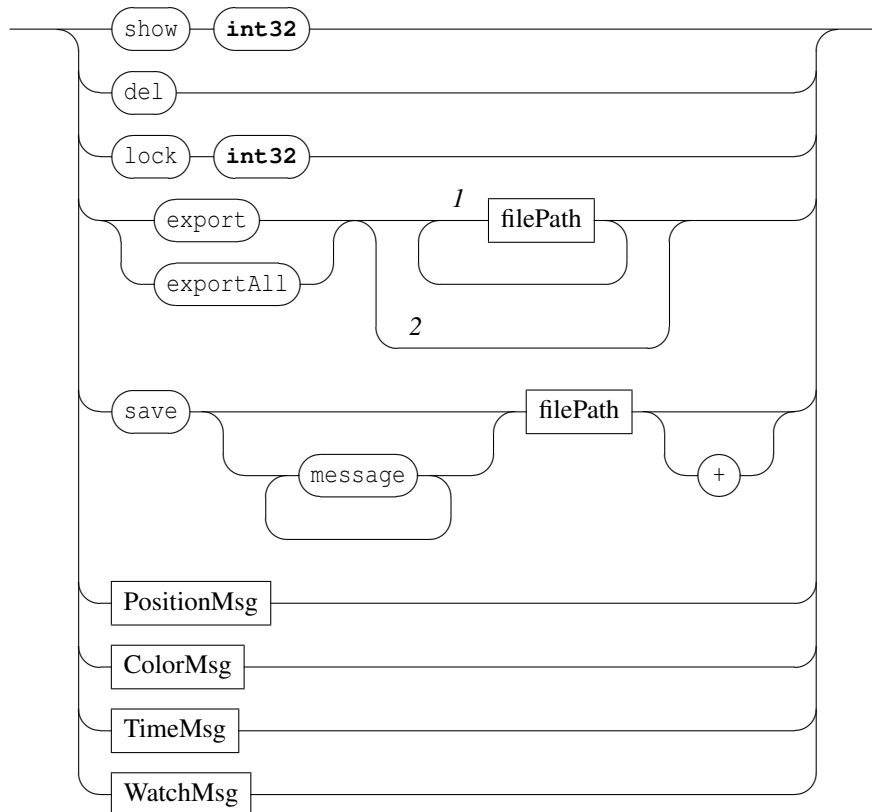 show int32
del
lock int32
1
export filePath
exportAll
2
save filePath
message +
PositionMsg
ColorMsg
TimeMsg
WatchMsg